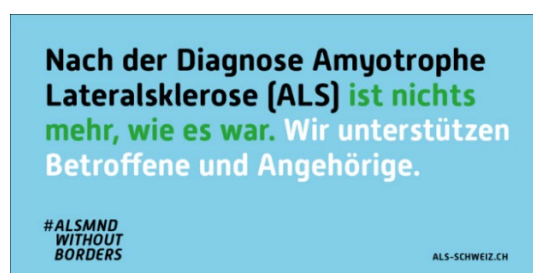 Nach der Diagnose Amyotrophe
Lateralsklerose (ALS) ist nichts
mehr, wie es war. Wir unterstützen
Betroffene und Angehörige.
#ALSMND
WITHOUT
BORDERS
ALS-SCHWEIZ.CH